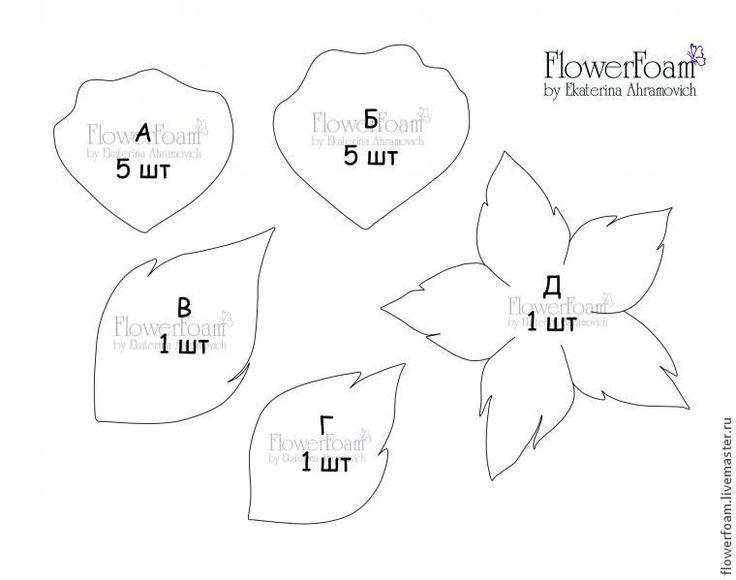 FlowerFoam
by Ekaterina Ahramovich
А
FlowerFoam
by Ekaterina Ahramovich
5 шт
Б
FlowerFoam
by Ekaterina Ahramovich
5 шт
В
FlowerFoam
by Ekaterina Ahramovich
1 шт
Г
FlowerFoam
by Ekaterina Ahramovich
1 шт
Д
FlowerFoam
by Ekaterina Ahramovich
1 шт
flowerfoam.livemaster.ru